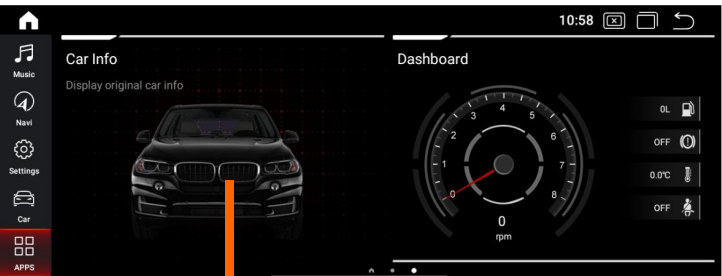 10:58
Music
Navi
Settings
Car
APPS
Car Info
Display original car info
Dashboard
0
1
2
3
4
5
6
7
8
0
rpm
0L
OFF
0.0℃
OFF